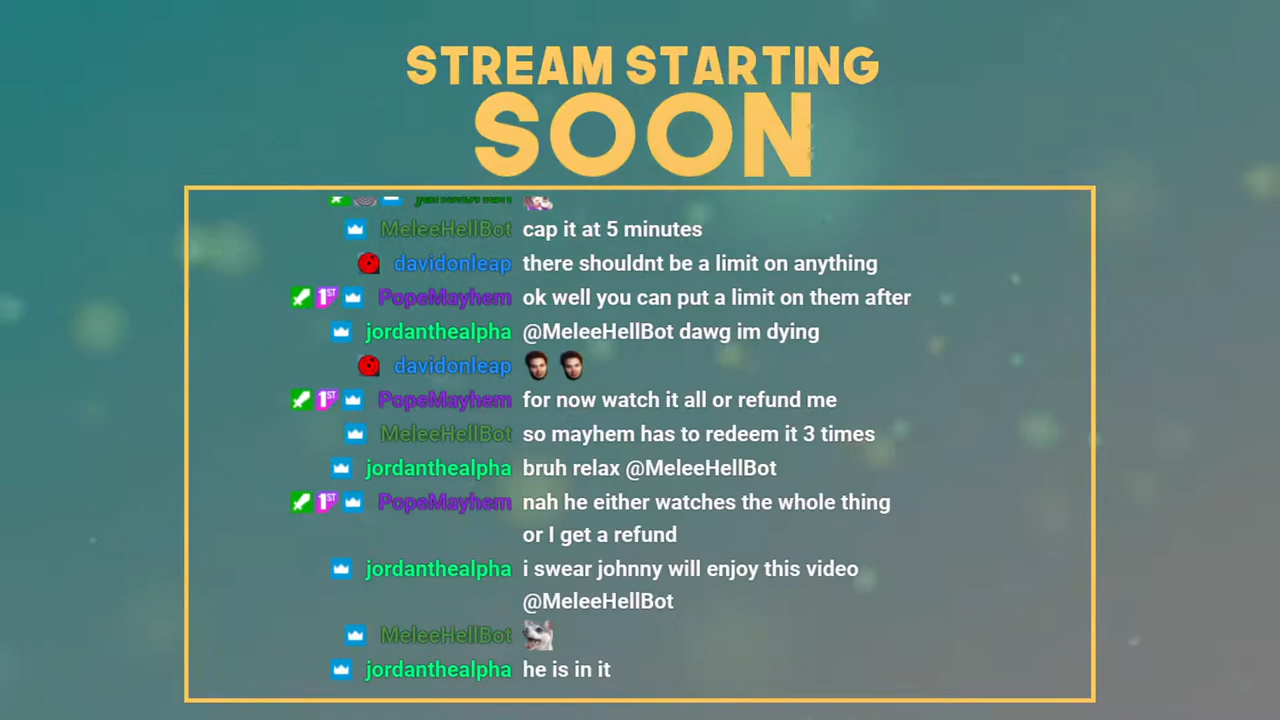 STREAM STARTING
SOON
MeleeHellBot cap it at 5 minutes
davidonleap there shouldnt be a limit on anything
1ST PopeMayhem ok well you can put a limit on them after
jordanthealpha @MeleeHellBot dawg im dying
davidonleap
1ST PopeMayhem for now watch it all or refund me
MeleeHellBot so mayhem has to redeem it 3 times
jordanthealpha bruh relax @MeleeHellBot
1ST PopeMayhem nah he either watches the whole thing
or I get a refund
jordanthealpha i swear johnny will enjoy this video
@MeleeHellBot
MeleeHellBot
jordanthealpha he is in it